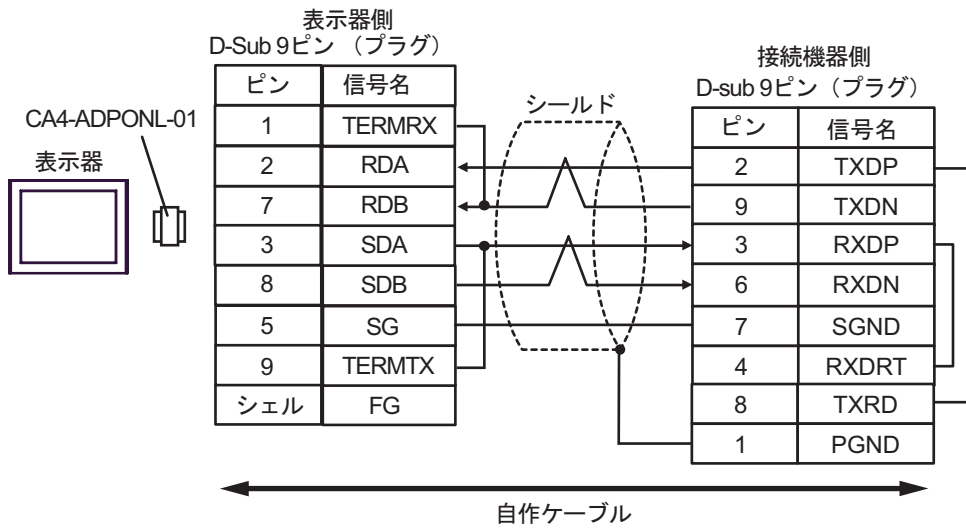 表示器側
D-Sub 9ピン （プラグ）
接続機器側
D-sub 9ピン（プラグ）
CA4-ADPONL-01
表示器
シールド
ピン 信号名
1 TERMRX
2 RDA
7 RDB
3 SDA
8 SDB
5 SG
9 TERMTX
シェル FG
ピン 信号名
2 TXDP
9 TXDN
3 RXDP
6 RXDN
7 SGND
4 RXDRT
8 TXRD
1 PGND
自作ケーブル